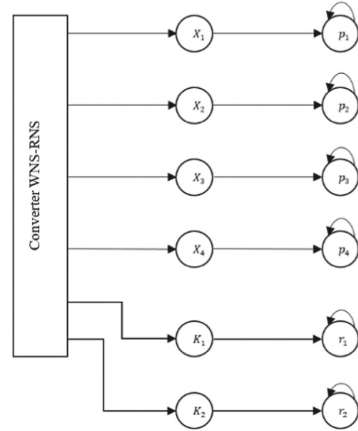 Converter WNS-RNS
X₁
p₁
X₂
p₂
X₃
p₃
X₄
p₄
K₁
r₁
K₂
r₂